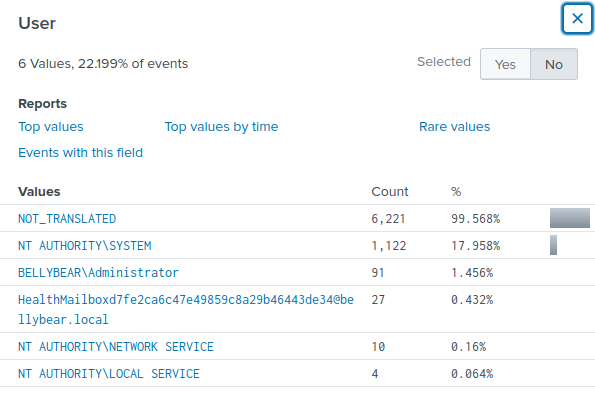 User
6 Values, 22.199% of events
Selected Yes No
Reports
Top values Top values by time Rare values
Events with this field
Values Count %
NOT_TRANSLATED 6,221 99.568%
NT AUTHORITY\SYSTEM 1,122 17.958%
BELLYBEAR\Administrator 91 1.456%
HealthMailboxd7fe2ca6c47e49859c8a29b46443de34@be 27 0.432%
llybear.local
NT AUTHORITY\NETWORK SERVICE 10 0.16%
NT AUTHORITY\LOCAL SERVICE 4 0.064%